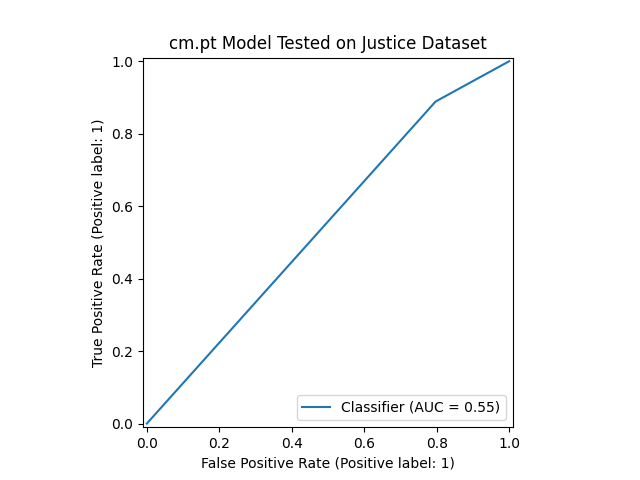 cm.pt Model Tested on Justice Dataset
True Positive Rate (Positive label: 1)
1.0
0.8
0.6
0.4
0.2
0.0
Classifier (AUC = 0.55)
0.0 0.2 0.4 0.6 0.8 1.0
False Positive Rate (Positive label: 1)